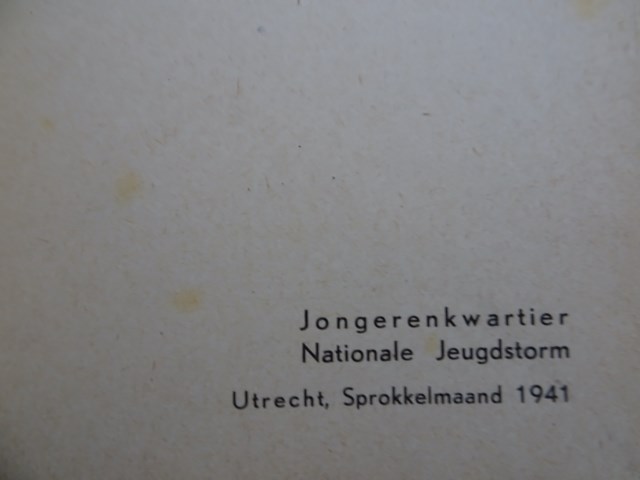 Jongerenkwartier
Nationale Jeugdstorm
Utrecht, Sprokkelmaand 1941